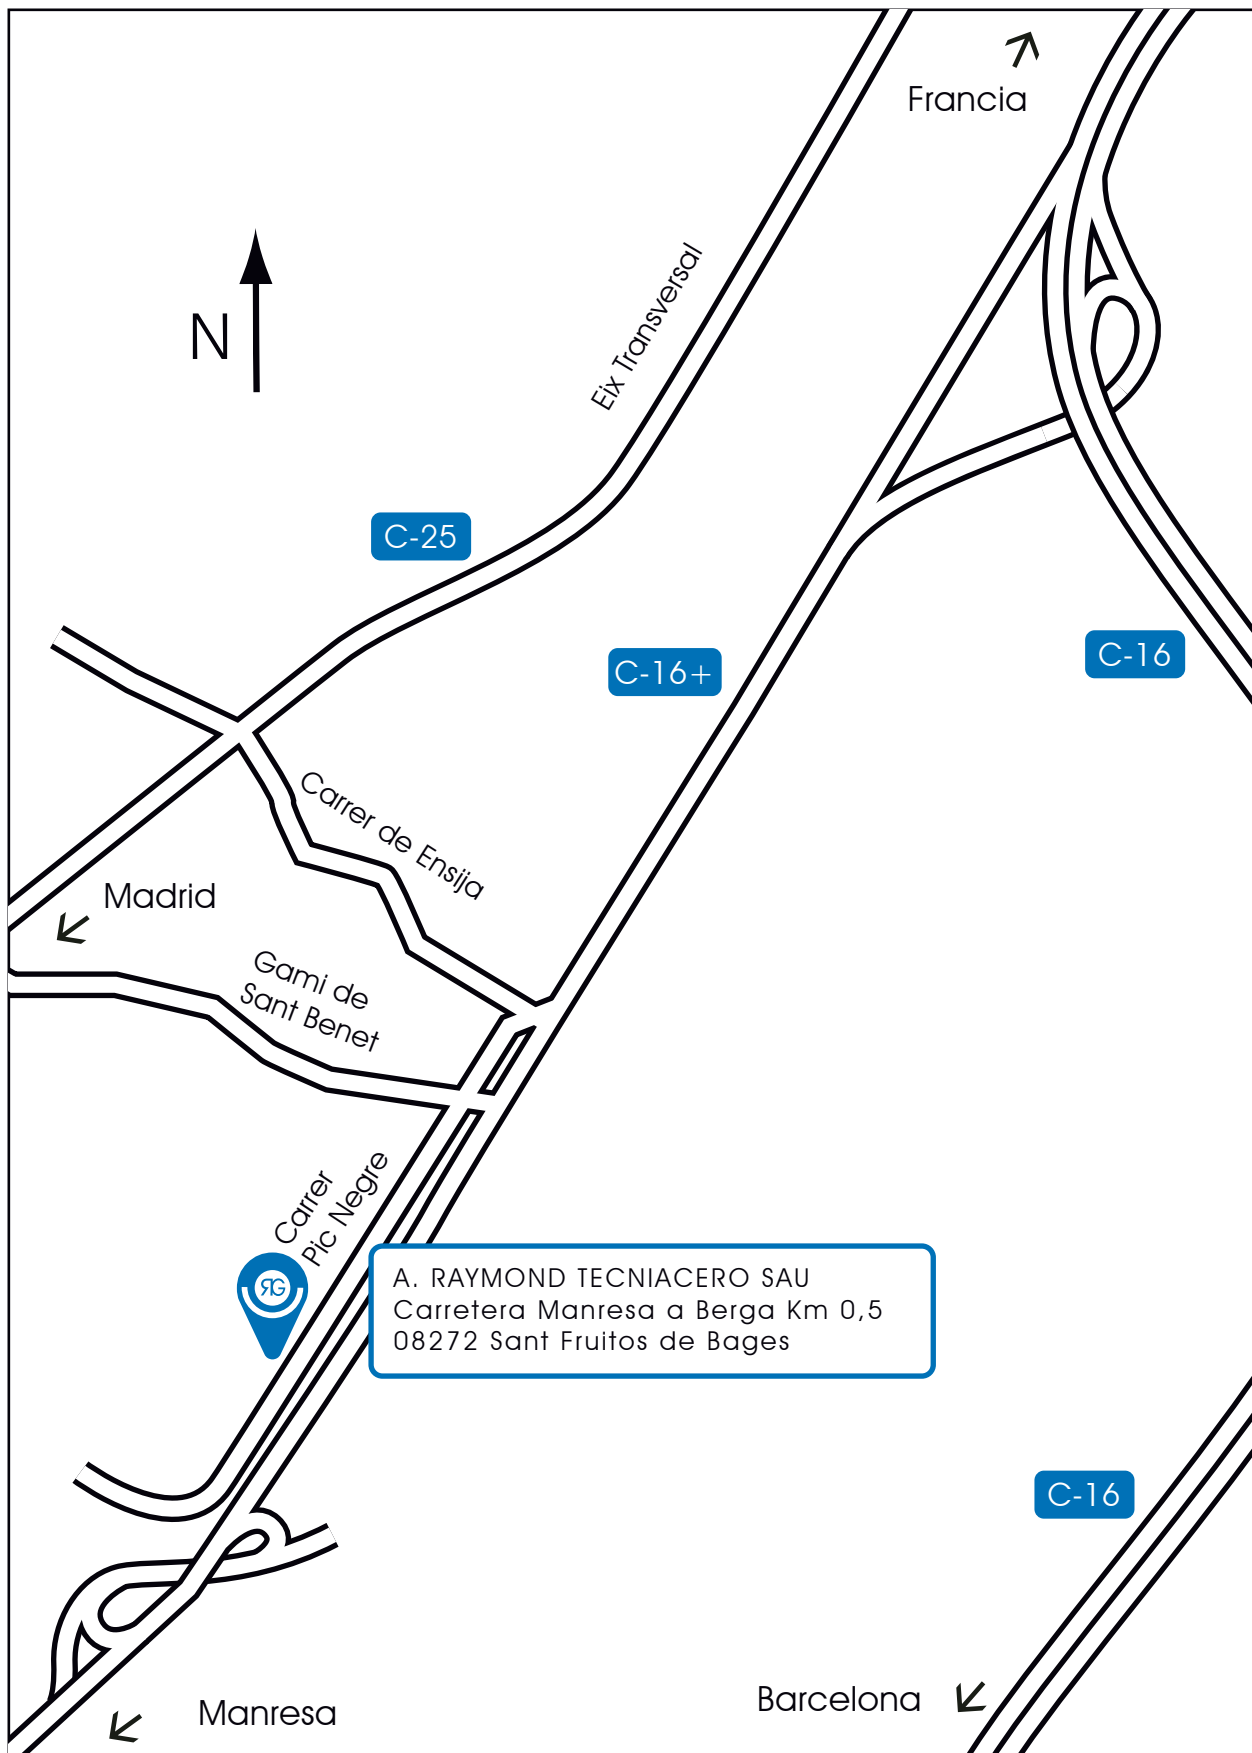 Francia
N
Eix Transversal
C-25
C-16+
C-16
Carrer de Ensija
Madrid
Gami de
Sant Benet
Carrer
Pic Negre
RG
A. RAYMOND TECNIACERO SAU
Carretera Manresa a Berga Km 0,5
08272 Sant Fruitos de Bages
C-16
Barcelona
Manresa